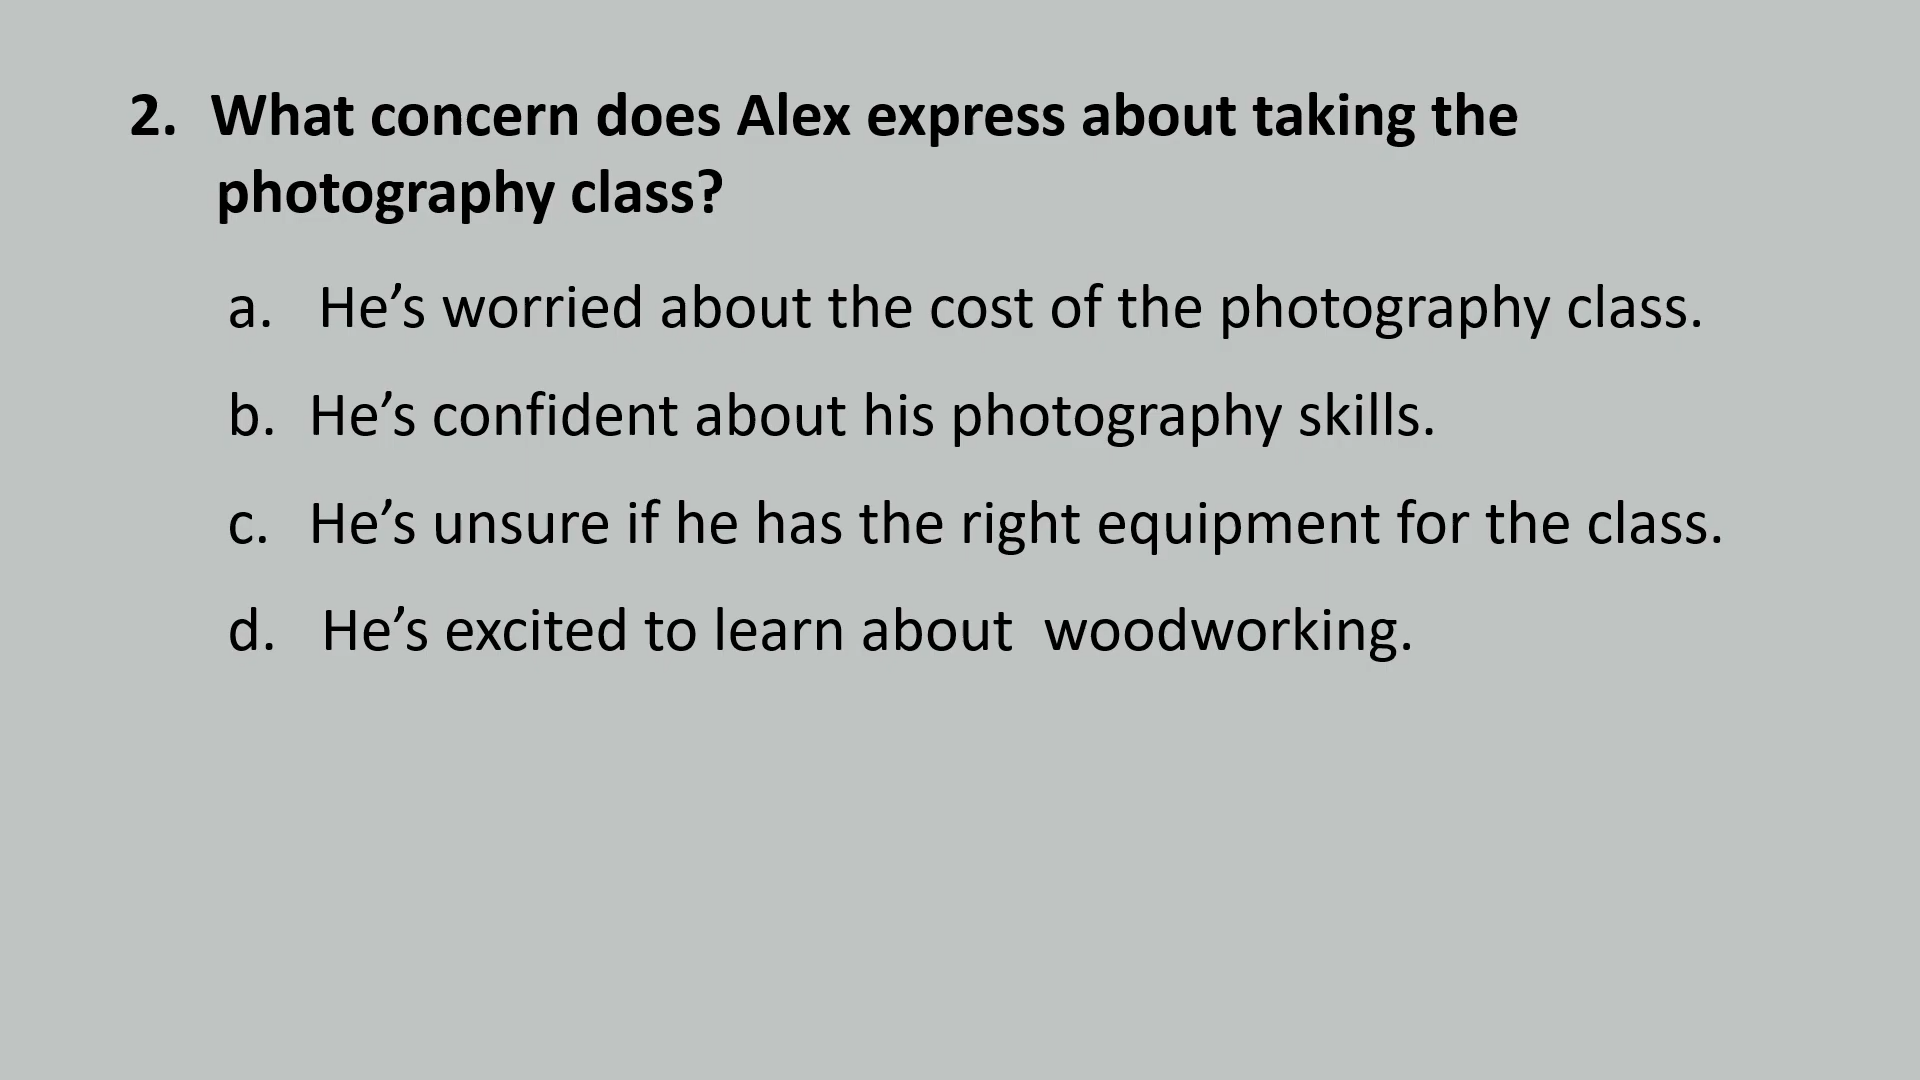 2. What concern does Alex express about taking the
photography class?
a. He’s worried about the cost of the photography class.
b. He’s confident about his photography skills.
c. He’s unsure if he has the right equipment for the class.
d. He’s excited to learn about  woodworking.